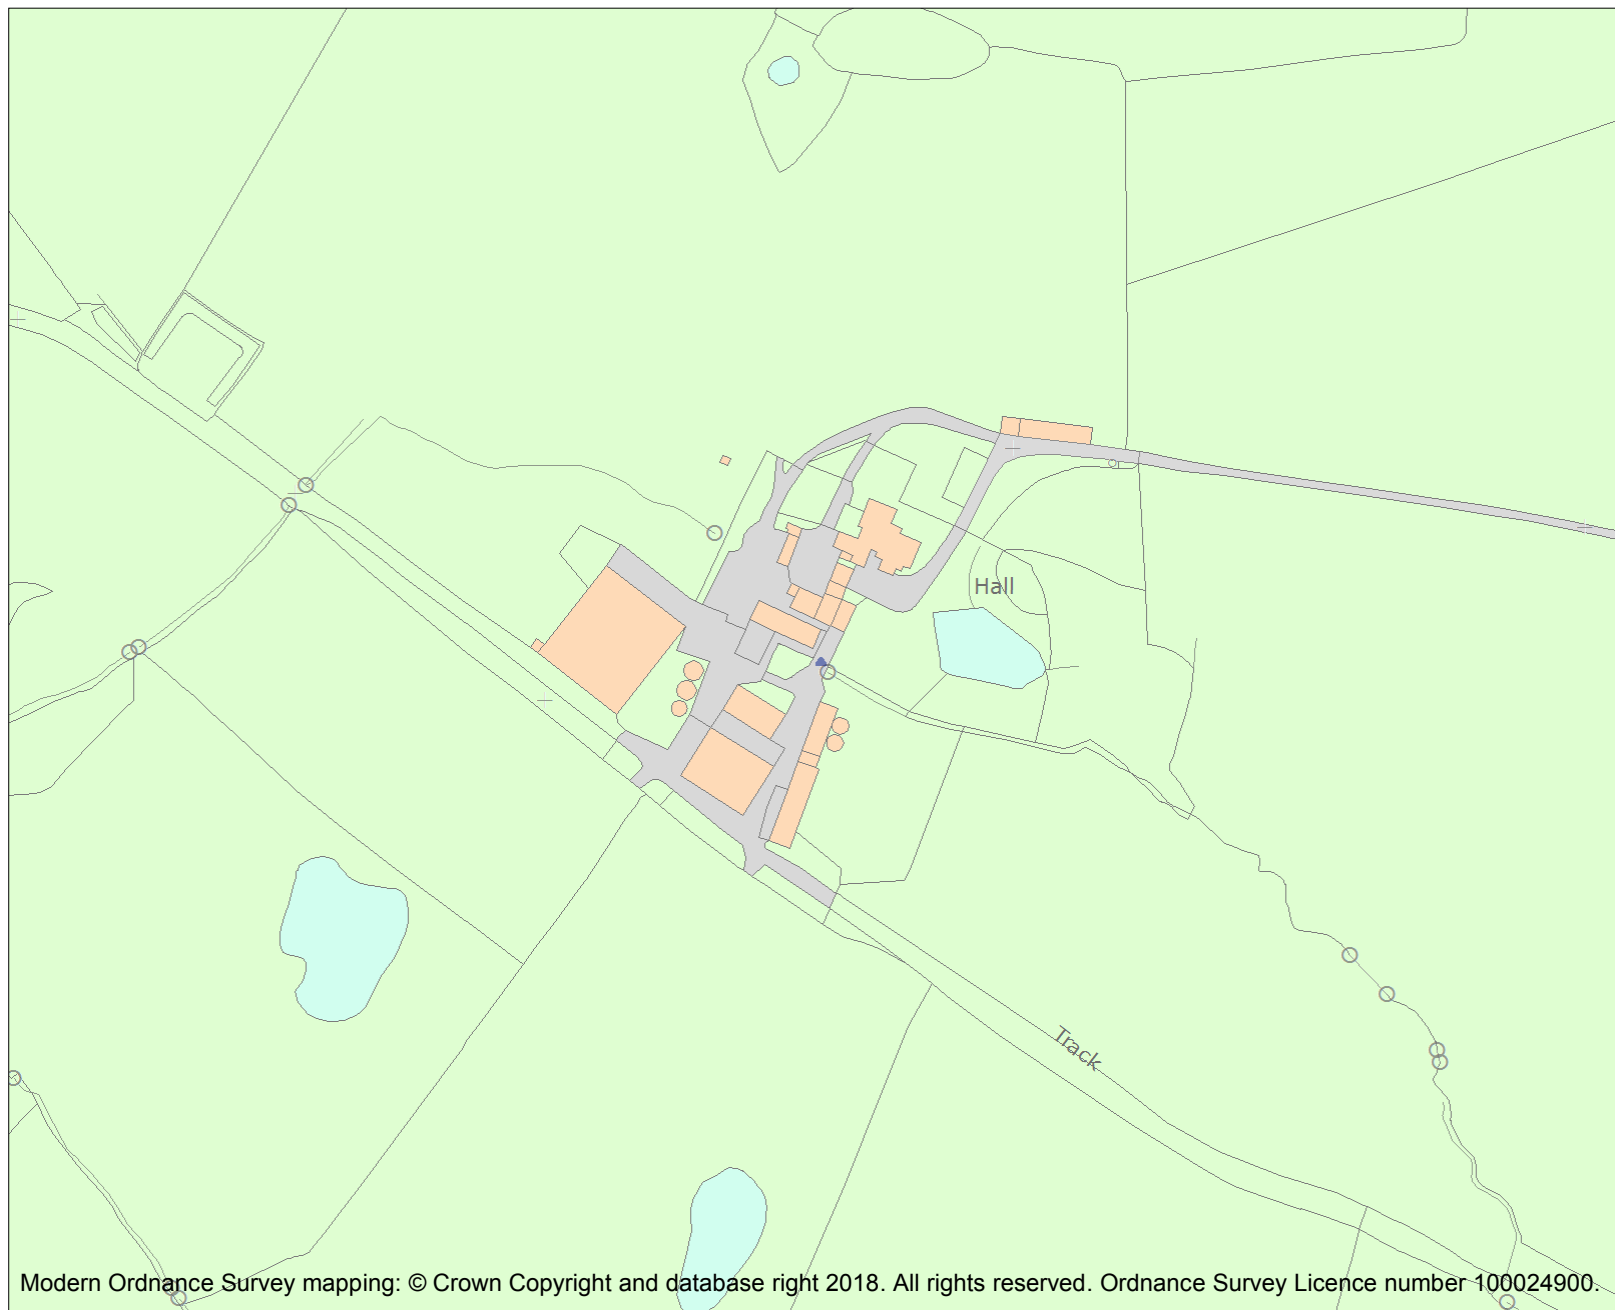 Hall
Track
Modern Ordnance Survey mapping: © Crown Copyright and database right 2018. All rights reserved. Ordnance Survey Licence number 100024900.